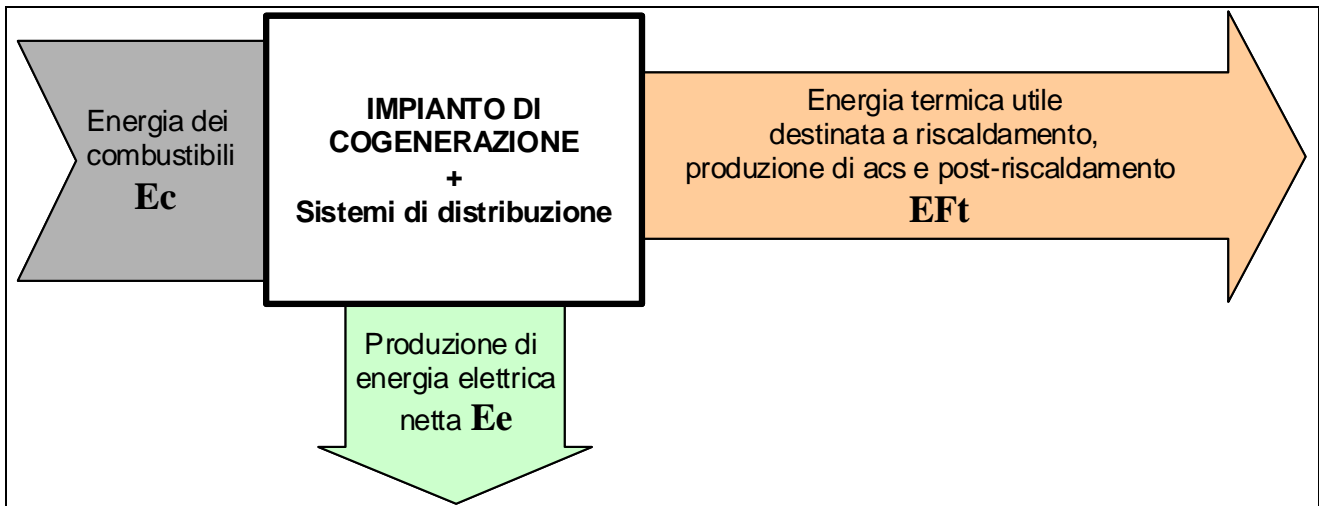 Energia dei
combustibili
Ec
IMPIANTO DI
COGENERAZIONE
+
Sistemi di distribuzione
Energia termica utile
destinata a riscaldamento,
produzione di acs e post-riscaldamento
EFt
Produzione di
energia elettrica
netta Ee